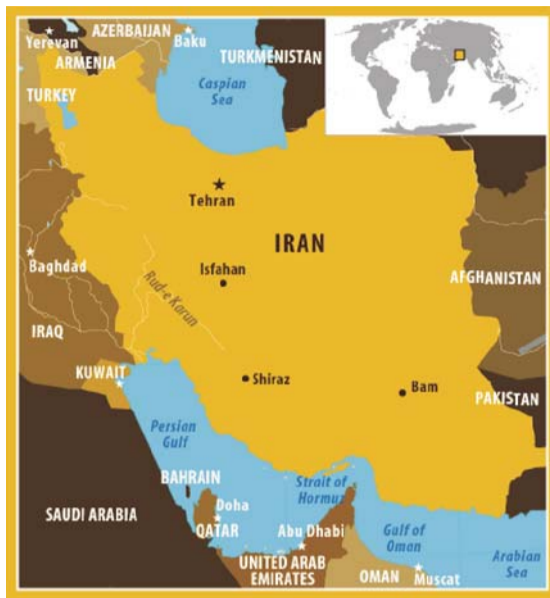 AZERBAIJAN
Yerevan
Baku
ARMENIA
TURKMENISTAN
TURKEY
Caspian
Sea
Tehran
IRAN
Baghdad
Isfahan
AFGHANISTAN
Rud-e Karun
IRAQ
KUWAIT
Shiraz
Bam
PAKISTAN
Persian
Gulf
BAHRAIN
Strait of
Hormuz
SAUDI ARABIA
Doha
QATAR
Abu Dhabi
Gulf of
Oman
UNITED ARAB
EMIRATES
Arabian
Sea
OMAN
Muscat